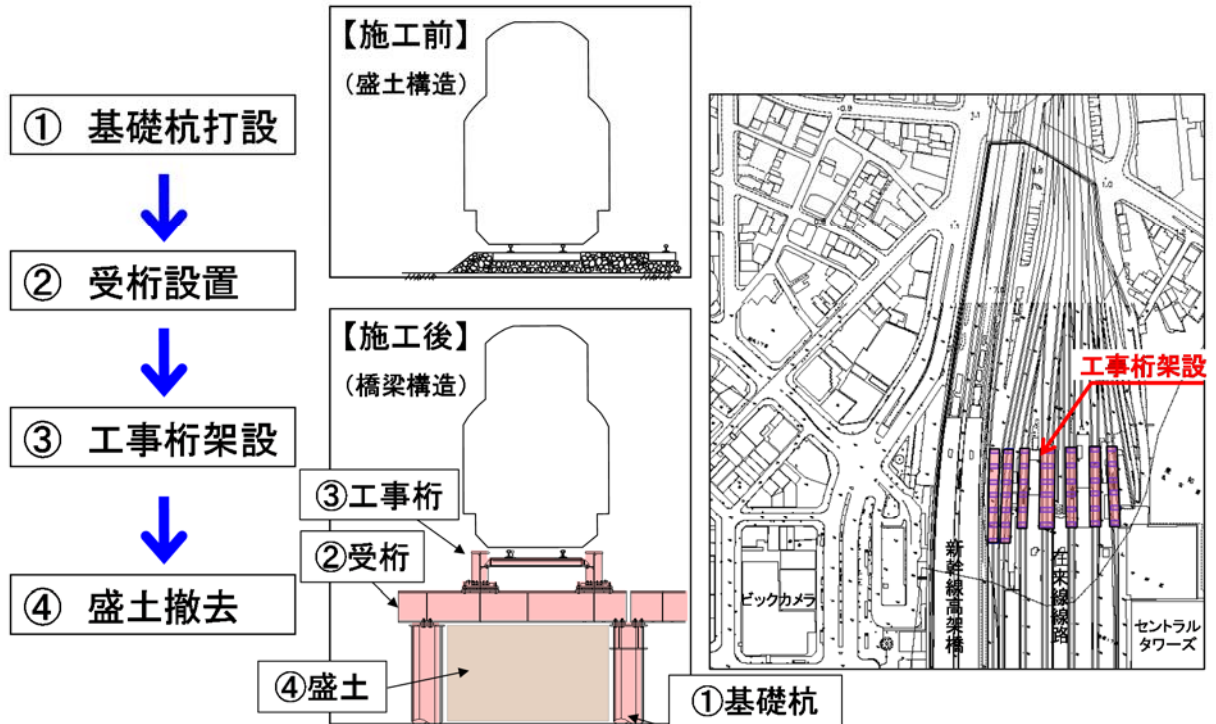 ① 基礎杭打設
② 受桁設置
③ 工事桁架設
④ 盛土撤去
【施工前】
(盛土構造)
【施工後】
(橋梁構造)
③工事桁
②受桁
④盛土
①基礎杭
工事桁架設
新幹線高架橋
在来線線路
ビックカメラ
セントラル
タワーズ